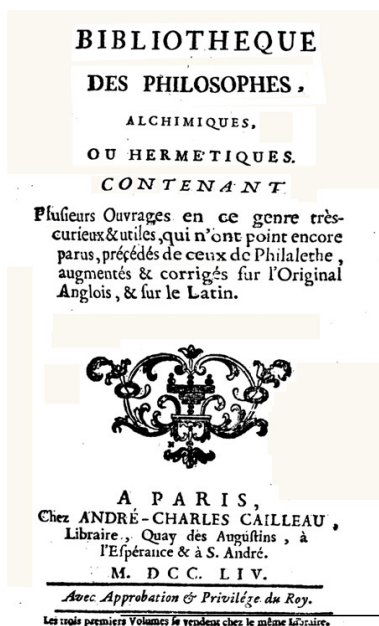 BIBLIOTHEQUE
DES PHILOSOPHES,
ALCHIMIQUES,
OU HERMETIQUES.
CONTENANT
Plusieurs Ouvrages en ce genre très-
curieux & utiles, qui n'ont point encore
parus, précédés de ceux de Philalethe,
augmentés & corrigés sur l'Original
Anglois, & sur le Latin.
A PARIS,
Chez ANDRÉ-CHARLES CAILLEAU,
Libraire, Quay des Augustins, à
l'Espérance & à S. André.
M. DCC. LIV.
Avec Approbation & Privilége du Roy.
Les trois premiers Volumes se vendent chez le même Libraire.